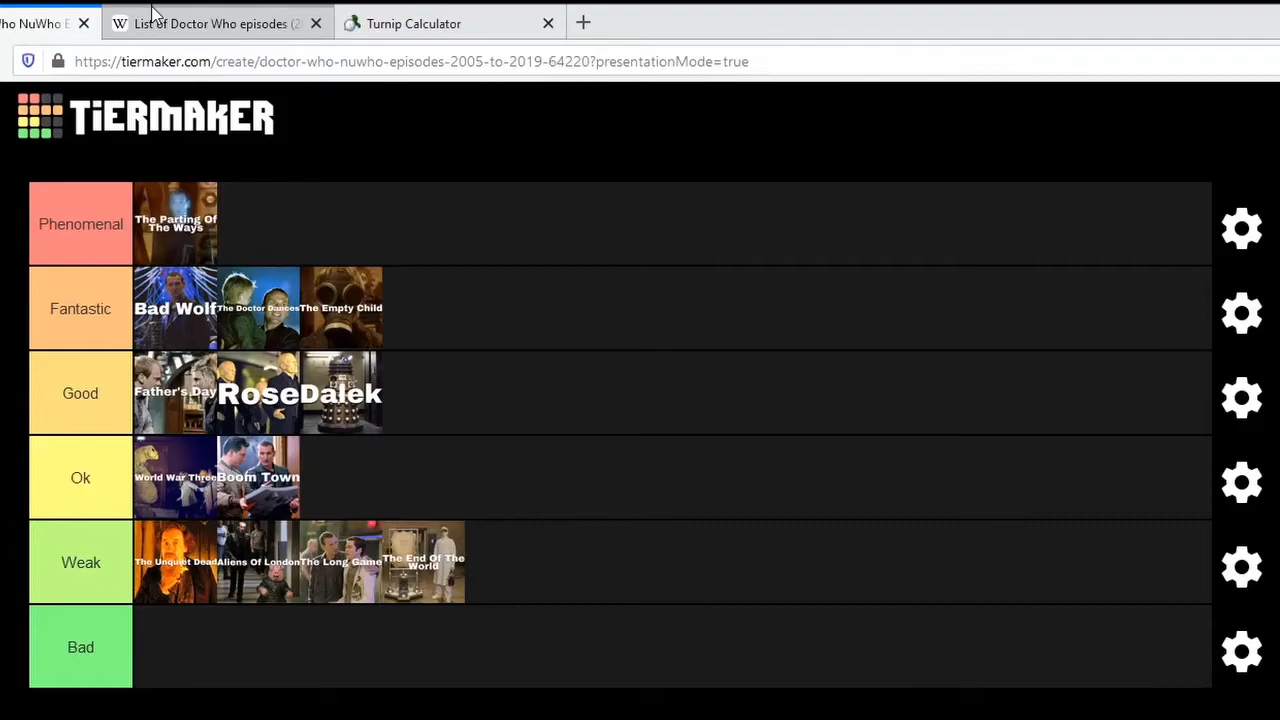 ho NuWho E
List of Doctor Who episodes (2
Turnip Calculator
https://tiermaker.com/create/doctor-who-nuwho-episodes-2005-to-2019-64220?presentationMode=true
TiERMAKER
Phenomenal
The Parting Of
The Ways
Fantastic
Bad Wolf
The Doctor Dances
The Empty Child
Good
Father's Day
Rose
Dalek
Ok
World War Three
Boom Town
Weak
The Unquiet Dead
Aliens Of London
The Long Game
The End Of The
World
Bad